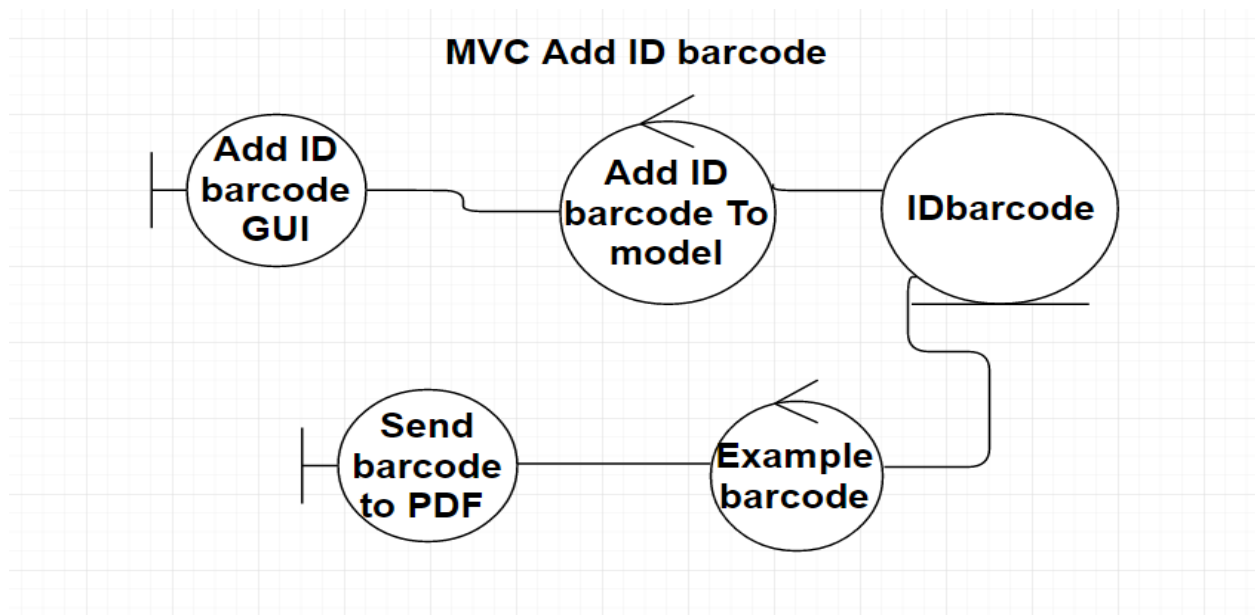 MVC Add ID barcode
Add ID
barcode
GUI
Add ID
barcode To
model
IDbarcode
Send
barcode
to PDF
Example
barcode